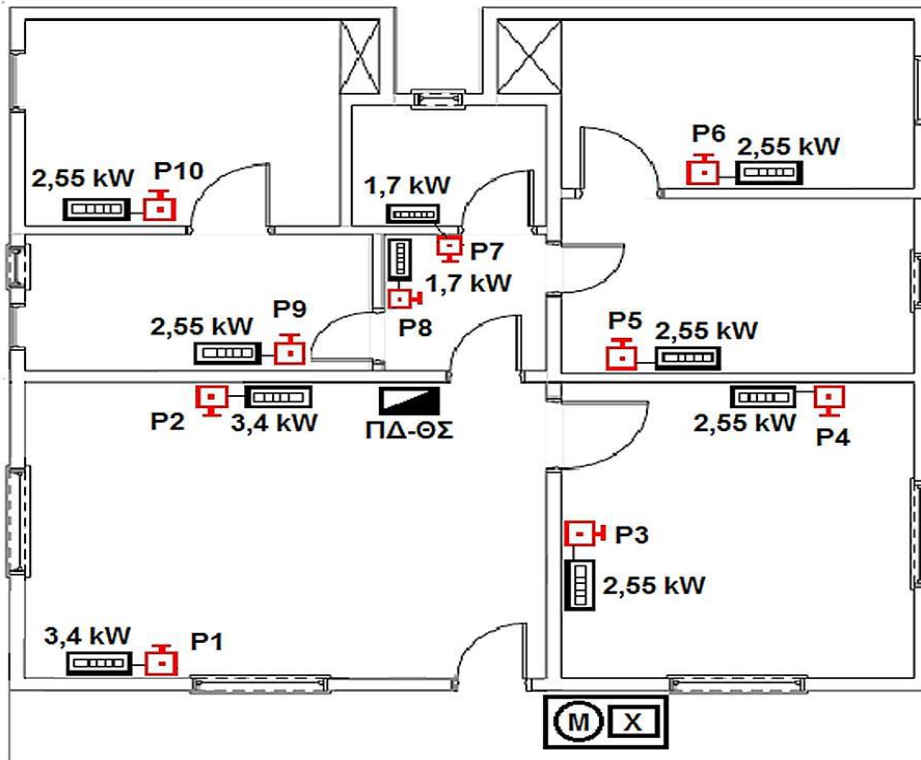 P10
2,55 kW
P6
2,55 kW
1,7 kW
P7
1,7 kW
P8
P9
2,55 kW
P5
2,55 kW
P2
3,4 kW
ΠΔ-ΘΣ
2,55 kW
P4
P3
2,55 kW
3,4 kW
P1
M
X